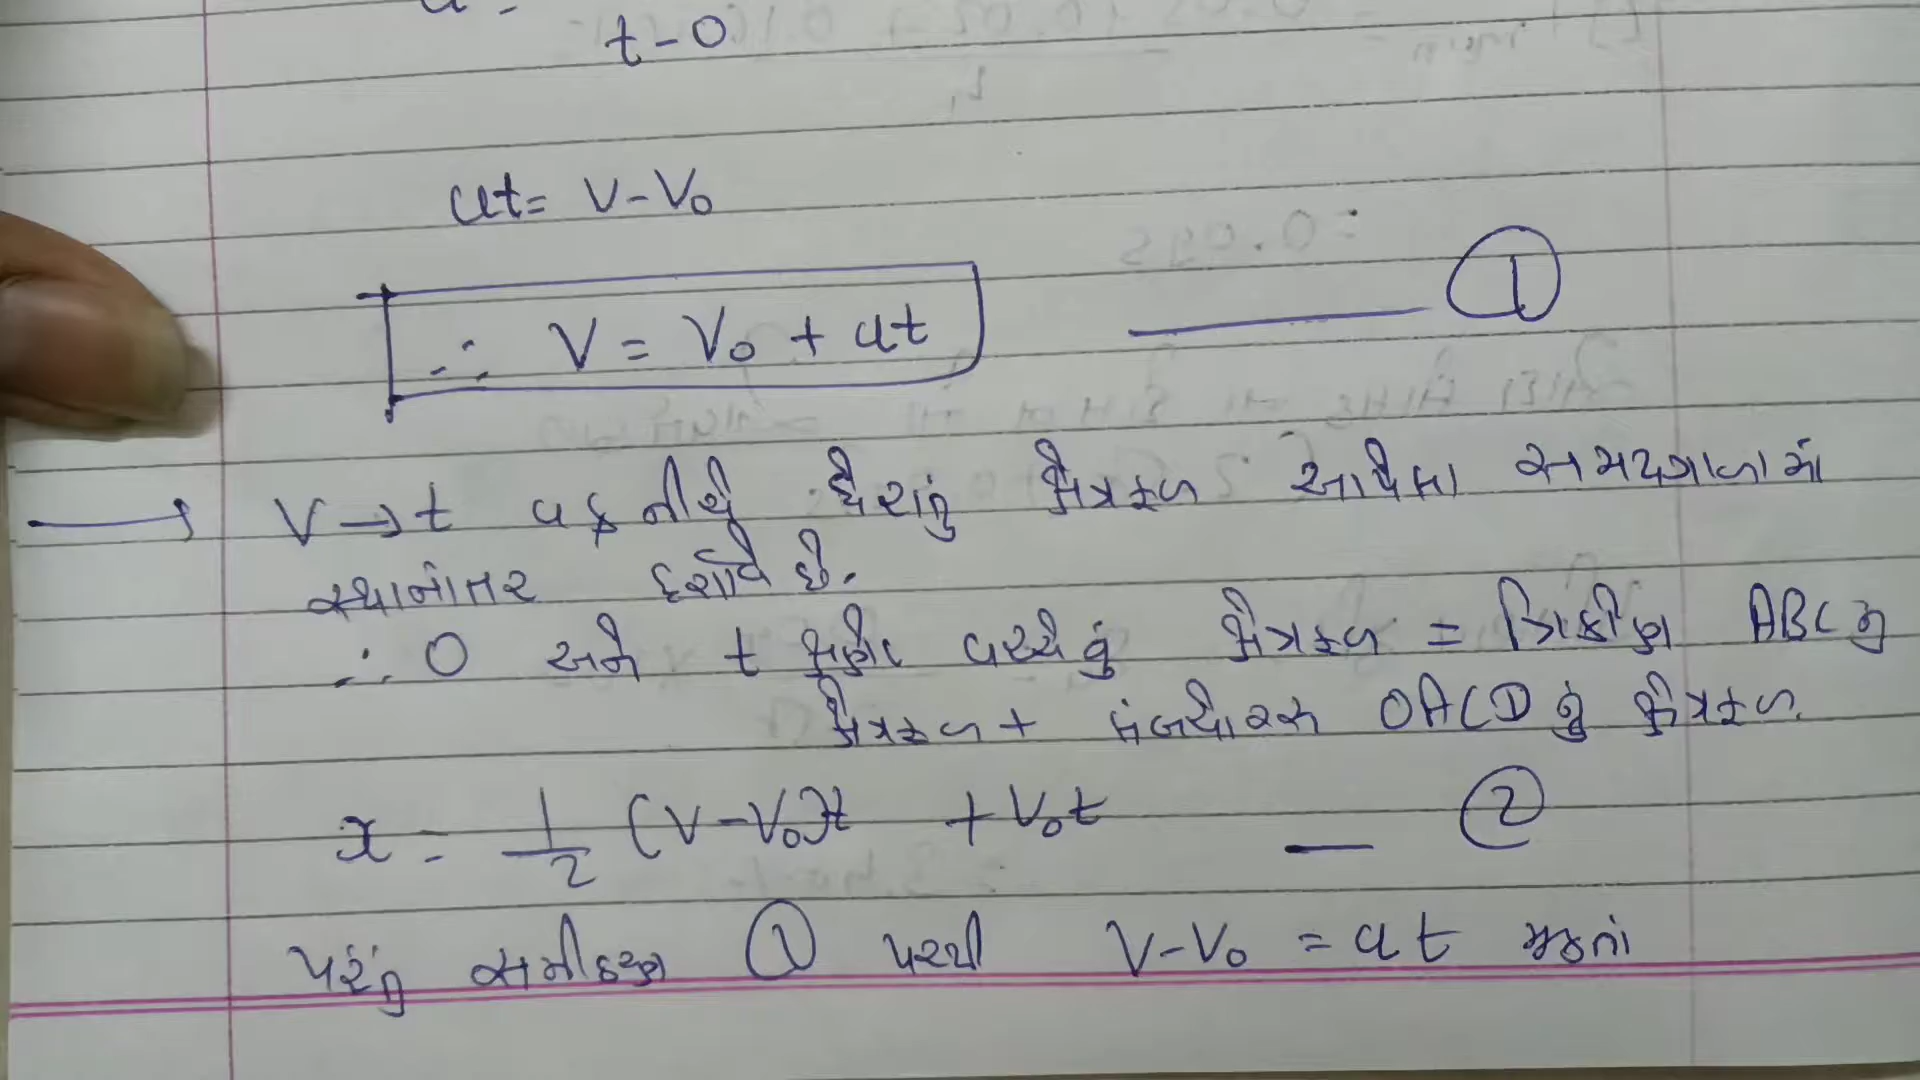 t-0
at= V-V₀
∴ V = V₀ + at ——— ①
→ V→t વક્રનીચે ઘેરાતું ક્ષેત્રફળ આપેલા સમયગાળામાં
સ્થાનાંતર દર્શાવે છે.
∴ 0 અને t વચ્ચેનું ક્ષેત્રફળ = ત્રિકોણ ABC નુ
ક્ષેત્રફળ + લંબચોરસ OACD નું ક્ષેત્રફળ.
x = 1/2 (V-V₀)t + V₀t — ②
પરંતુ સમીકરણ ① પરથી V-V₀ = at મુકતાં